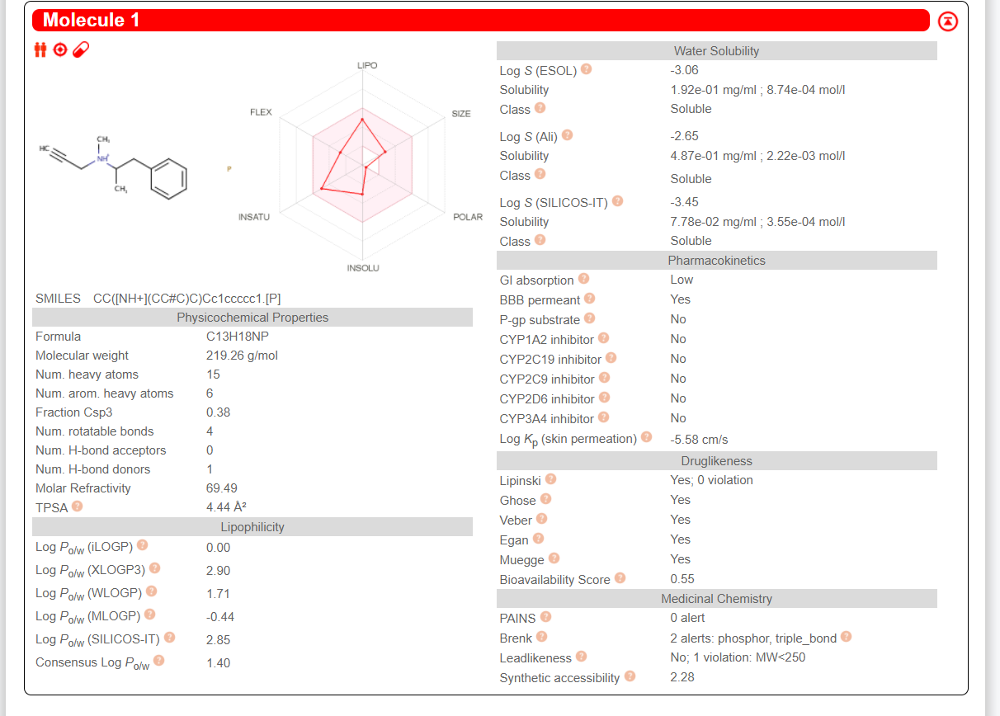 Molecule 1
LIPO
FLEX
SIZE
CH₃
HC
NH⁺
CH₃
P
INSATU
POLAR
INSOLU
SMILES CC([NH+](CC#C)C)Cc1ccccc1.[P]
Physicochemical Properties
Formula C13H18NP
Molecular weight 219.26 g/mol
Num. heavy atoms 15
Num. arom. heavy atoms 6
Fraction Csp3 0.38
Num. rotatable bonds 4
Num. H-bond acceptors 0
Num. H-bond donors 1
Molar Refractivity 69.49
TPSA ? 4.44 Å²
Lipophilicity
Log Po/w (iLOGP) ? 0.00
Log Po/w (XLOGP3) ? 2.90
Log Po/w (WLOGP) ? 1.71
Log Po/w (MLOGP) ? -0.44
Log Po/w (SILICOS-IT) ? 2.85
Consensus Log Po/w ? 1.40
Water Solubility
Log S (ESOL) ? -3.06
Solubility 1.92e-01 mg/ml ; 8.74e-04 mol/l
Class ? Soluble
Log S (Ali) ? -2.65
Solubility 4.87e-01 mg/ml ; 2.22e-03 mol/l
Class ? Soluble
Log S (SILICOS-IT) ? -3.45
Solubility 7.78e-02 mg/ml ; 3.55e-04 mol/l
Class ? Soluble
Pharmacokinetics
GI absorption ? Low
BBB permeant ? Yes
P-gp substrate ? No
CYP1A2 inhibitor ? No
CYP2C19 inhibitor ? No
CYP2C9 inhibitor ? No
CYP2D6 inhibitor ? No
CYP3A4 inhibitor ? No
Log Kp (skin permeation) ? -5.58 cm/s
Druglikeness
Lipinski ? Yes; 0 violation
Ghose ? Yes
Veber ? Yes
Egan ? Yes
Muegge ? Yes
Bioavailability Score ? 0.55
Medicinal Chemistry
PAINS ? 0 alert
Brenk ? 2 alerts: phosphor, triple_bond ?
Leadlikeness ? No; 1 violation: MW<250
Synthetic accessibility ? 2.28